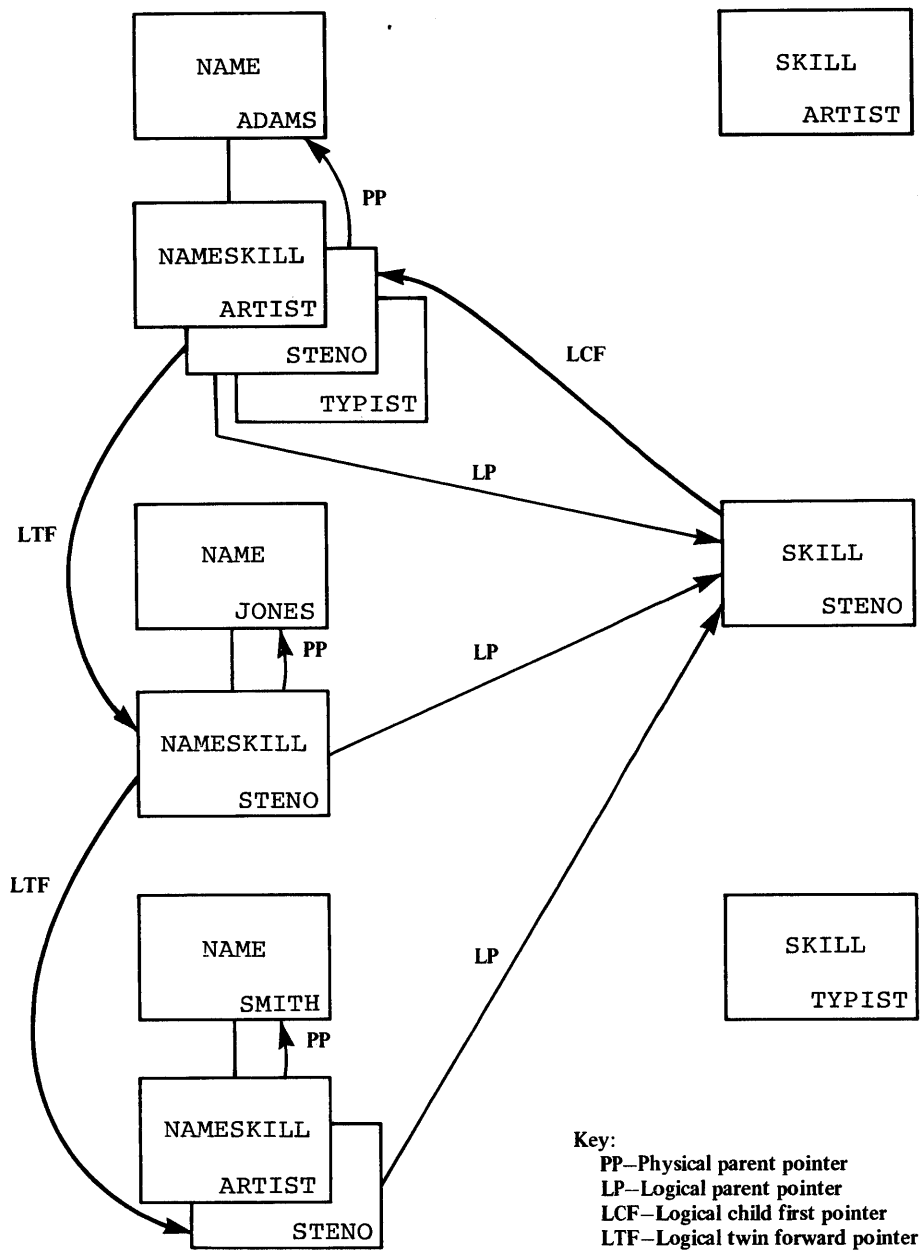 NAME
ADAMS
SKILL
ARTIST
PP
NAMESKILL
ARTIST
STENO
TYPIST
LCF
LP
LTF
NAME
JONES
PP
SKILL
STENO
LP
NAMESKILL
STENO
LTF
NAME
SMITH
LP
SKILL
TYPIST
PP
NAMESKILL
ARTIST
STENO
Key:
PP–Physical parent pointer
LP–Logical parent pointer
LCF–Logical child first pointer
LTF–Logical twin forward pointer